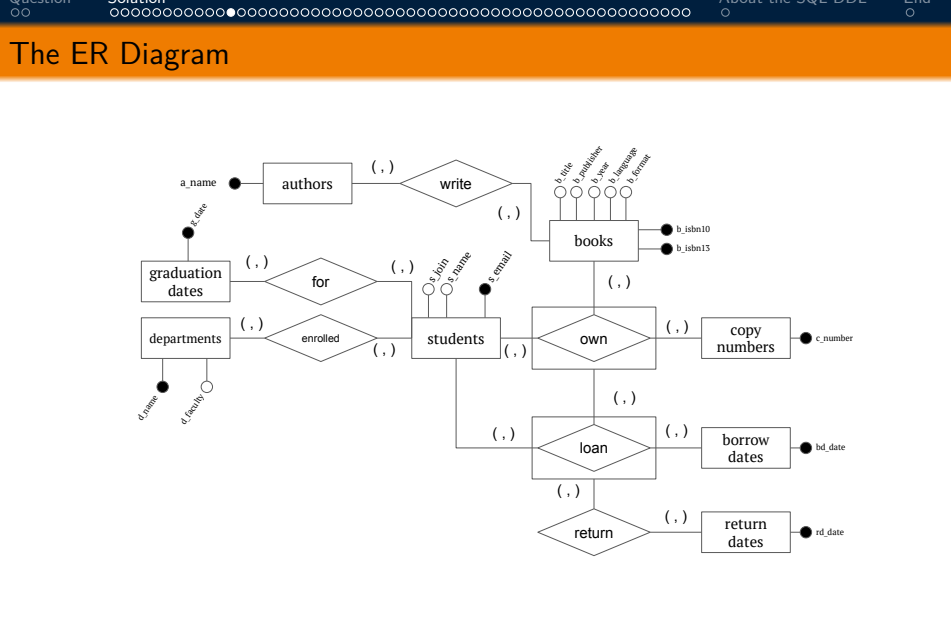 Question
Solution
About the SQL DDL
End
The ER Diagram
a_name
authors
(,)
write
(,)
b_title
b_publisher
b_year
b_language
b_format
books
b_isbn10
b_isbn13
g_date
graduation
dates
(,)
for
(,)
s_join
s_name
s_email
(,)
departments
(,)
enrolled
(,)
students
(,)
own
(,)
copy
numbers
c_number
d_name
d_faculty
(,)
(,)
loan
(,)
borrow
dates
bd_date
(,)
return
(,)
return
dates
rd_date